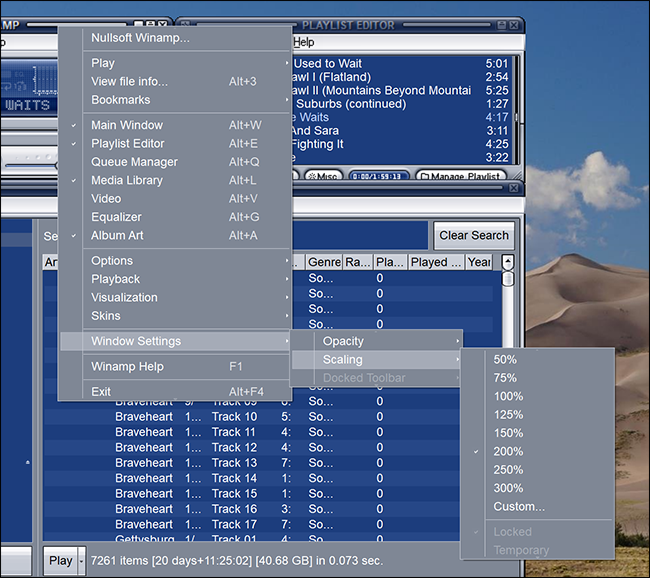 AMP
PLAYLIST EDITOR
Help
Used to Wait 5:01
awl I (Flatland) 2:54
awl II (Mountains Beyond Mountai 5:25
Suburbs (continued) 1:27
e Waits 4:17
And Sara 3:11
Fighting It 4:25
e 3:22
WAITS
Misc
0:00/1:59:13
Manage Playlist
Nullsoft Winamp...
Play
View file info... Alt+3
Bookmarks
Main Window Alt+W
Playlist Editor Alt+E
Queue Manager Alt+Q
Media Library Alt+L
Video Alt+V
Equalizer Alt+G
Album Art Alt+A
Options
Playback
Visualization
Skins
Window Settings
Winamp Help F1
Exit Alt+F4
Opacity
Scaling
Docked Toolbar
50%
75%
100%
125%
150%
200%
250%
300%
Custom...
Locked
Temporary
Se
Clear Search
Ar
.. Genre Ra... Pla... Played ... Year
So... 0
So... 0
So... 0
So... 0
Track 09 6: So... 0
Braveheart 1... Track 10 5: So... 0
Braveheart 1... Track 11 4: So... 0
Braveheart 1... Track 12 4: So... 0
Braveheart 1... Track 13 7: So... 0
Braveheart 1... Track 14 1: So... 0
Braveheart 1... Track 15 1: So... 0
Braveheart 1... Track 16 3: So... 0
Braveheart 1... Track 17 7: So... 0
Gettysburg 1/ Track 01 4: So... 0
Play
7261 items [20 days+11:25:02] [40.68 GB] in 0.073 sec.